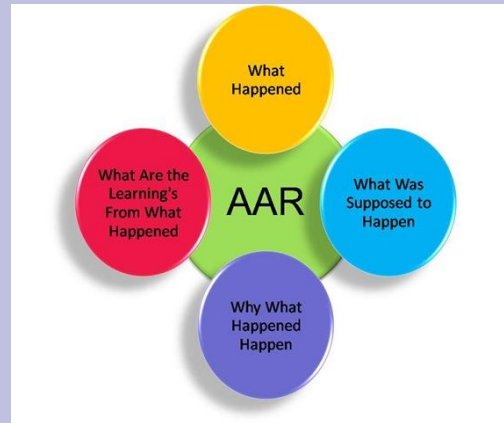 What
Happened
What Are the
Learning's
From What
Happened
AAR
What Was
Supposed to
Happen
Why What
Happened
Happen